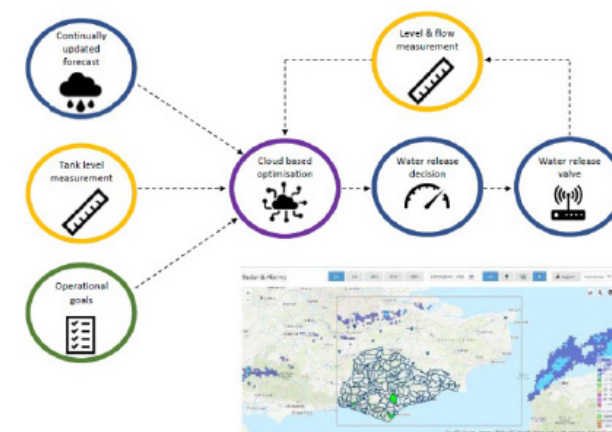 Continually
updated
forecast
Level & flow
measurement
Tank level
measurement
Cloud based
optimisation
Water release
decision
Water release
valve
Operational
goals
Radar & Alarms